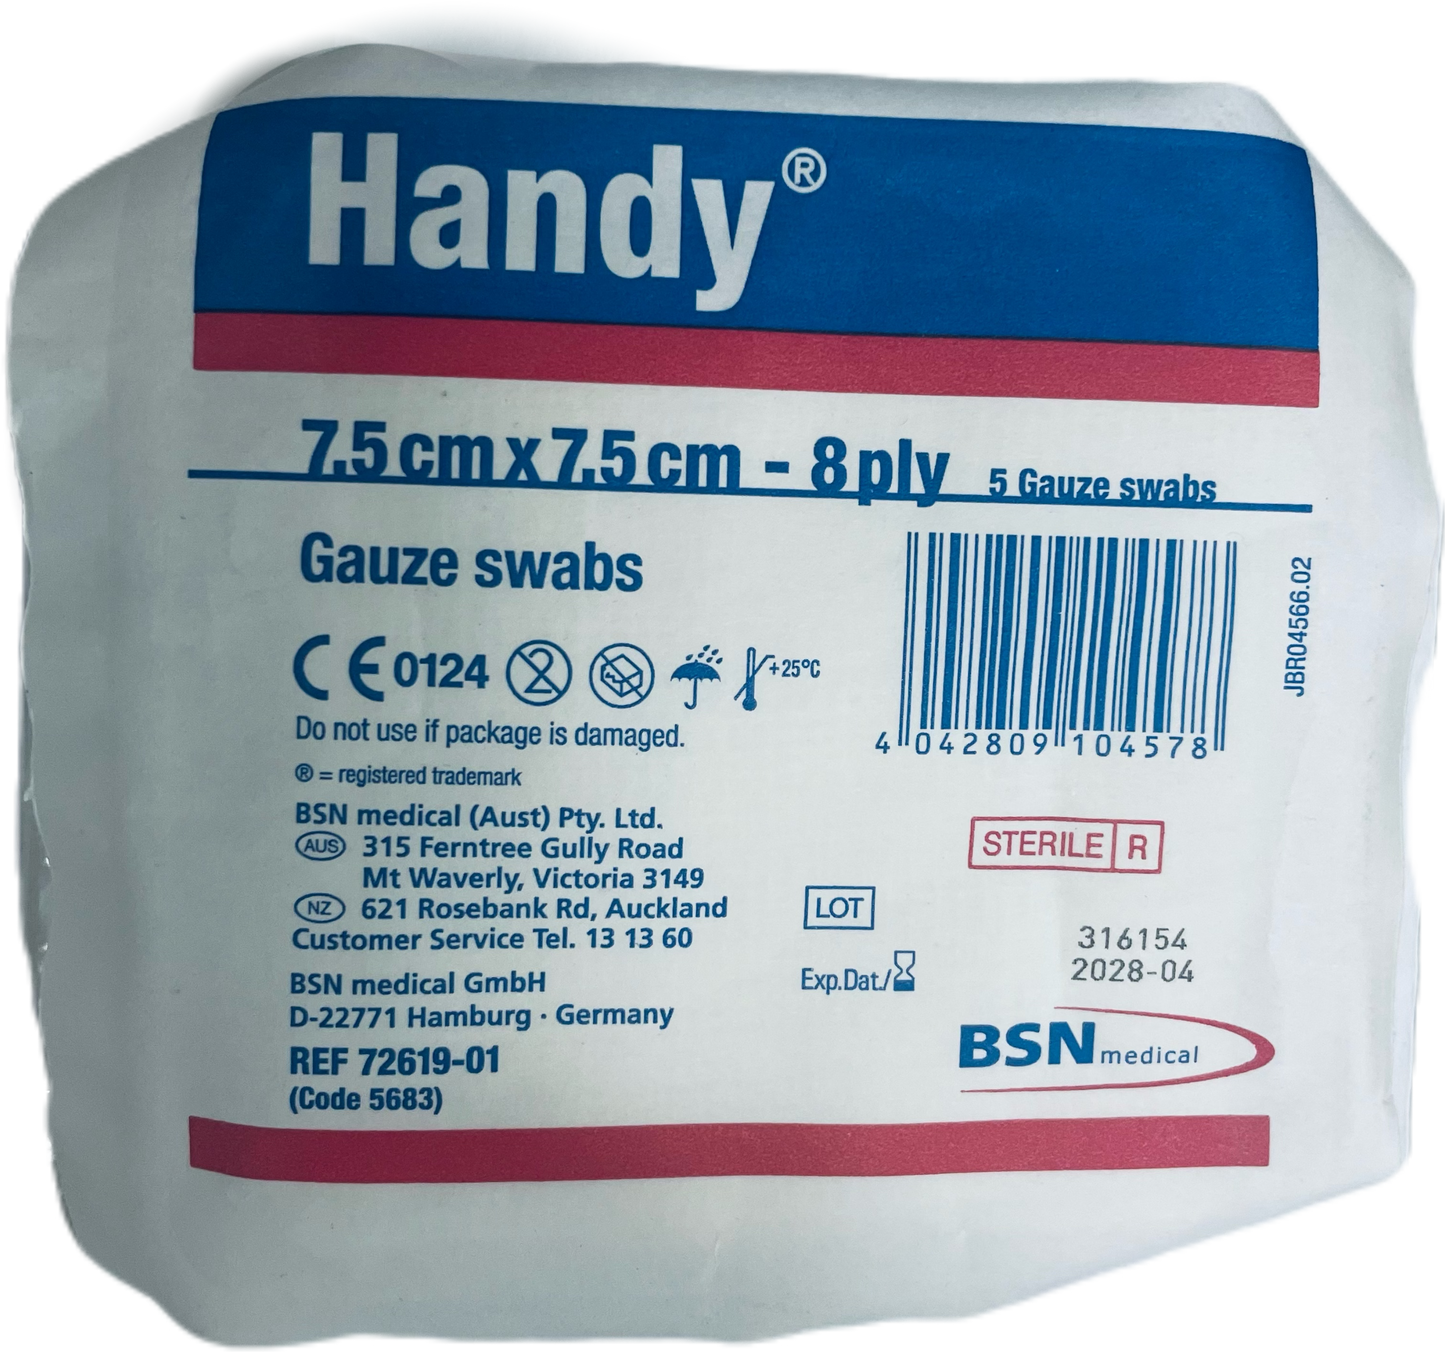 Handy®
7.5 cm x 7.5 cm - 8 ply 5 Gauze swabs
Gauze swabs
CE 0124 2 +25°C
Do not use if package is damaged.
® = registered trademark
BSN medical (Aust) Pty. Ltd.
AUS 315 Ferntree Gully Road
Mt Waverly, Victoria 3149
NZ 621 Rosebank Rd, Auckland
Customer Service Tel. 13 13 60
BSN medical GmbH
D-22771 Hamburg · Germany
REF 72619-01
(Code 5683)
4 042809 104578
JBR04566.02
STERILE R
LOT 316154
Exp.Dat./ 2028-04
BSN medical